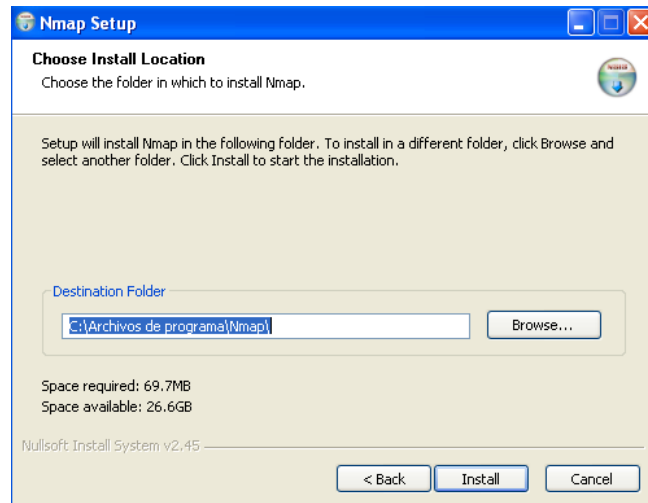 Nmap Setup
Choose Install Location
Choose the folder in which to install Nmap.
Setup will install Nmap in the following folder. To install in a different folder, click Browse and
select another folder. Click Install to start the installation.
Destination Folder
C:\Archivos de programa\Nmap\
Browse...
Space required: 69.7MB
Space available: 26.6GB
Nullsoft Install System v2.45
< Back
Install
Cancel